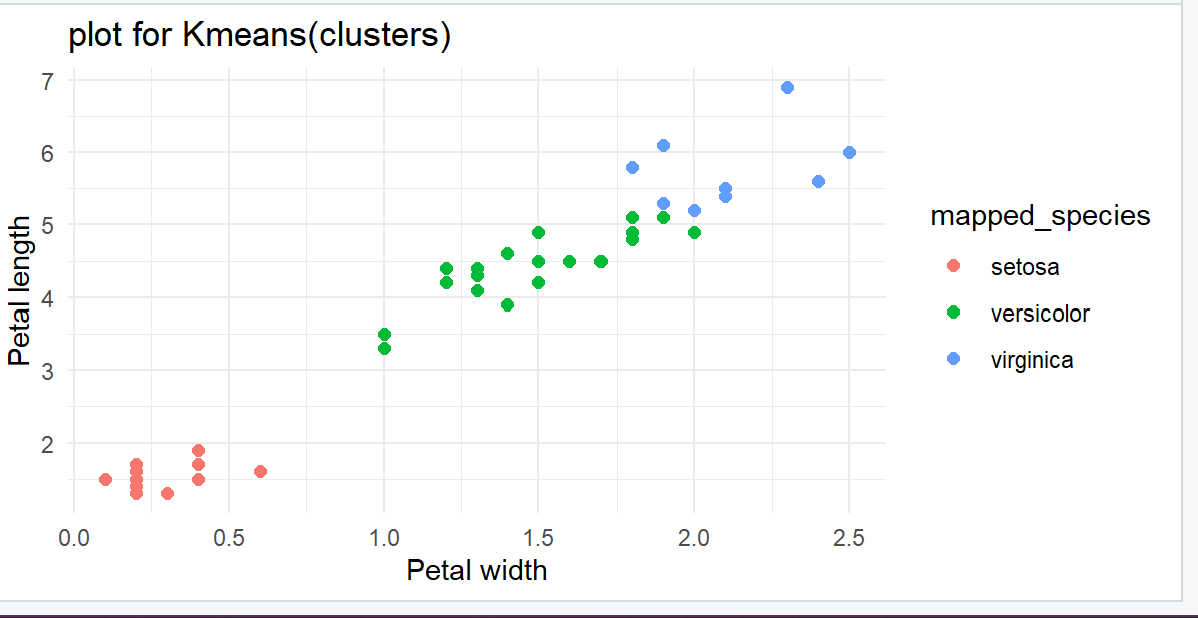 plot for Kmeans(clusters)
7
6
5
4
3
2
Petal length
0.0 0.5 1.0 1.5 2.0 2.5
Petal width
mapped_species
setosa
versicolor
virginica